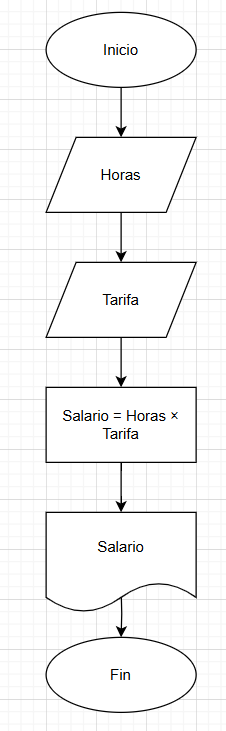 Inicio
Horas
Tarifa
Salario = Horas ×
Tarifa
Salario
Fin